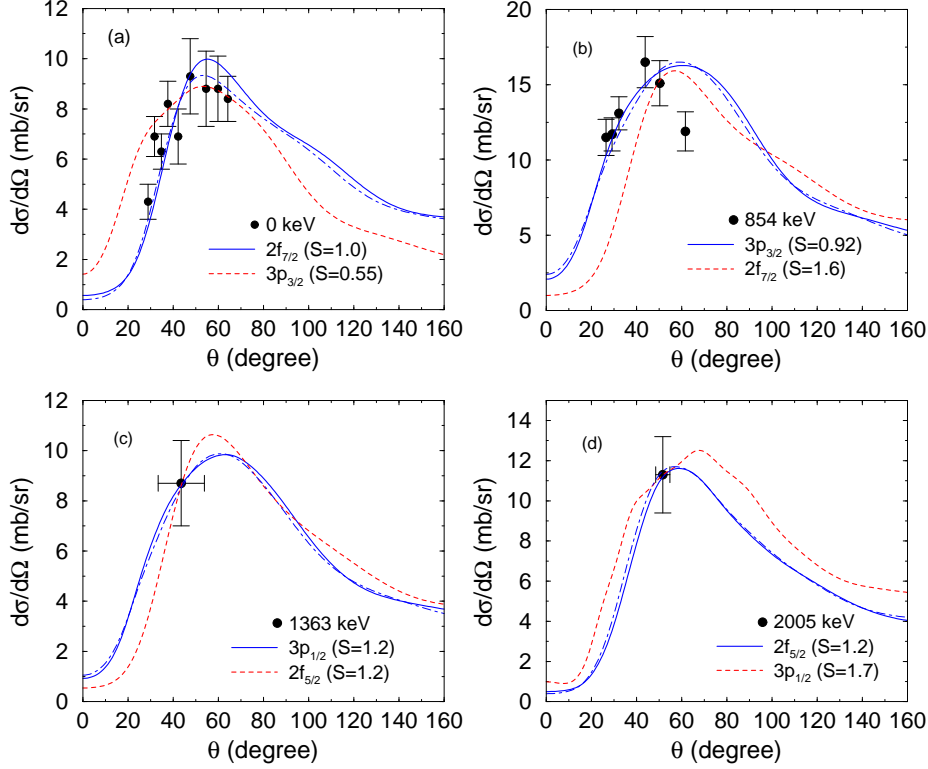 (a)
dσ/dΩ (mb/sr)
12
10
8
6
4
2
0
0 20 40 60 80 100 120 140 160
θ (degree)
0 keV
2f7/2 (S=1.0)
3p3/2 (S=0.55)
(b)
dσ/dΩ (mb/sr)
20
15
10
5
0
0 20 40 60 80 100 120 140 160
θ (degree)
854 keV
3p3/2 (S=0.92)
2f7/2 (S=1.6)
(c)
dσ/dΩ (mb/sr)
12
10
8
6
4
2
0
0 20 40 60 80 100 120 140 160
θ (degree)
1363 keV
3p1/2 (S=1.2)
2f5/2 (S=1.2)
(d)
dσ/dΩ (mb/sr)
15
12
9
6
3
0
0 20 40 60 80 100 120 140 160
θ (degree)
2005 keV
2f5/2 (S=1.2)
3p1/2 (S=1.7)